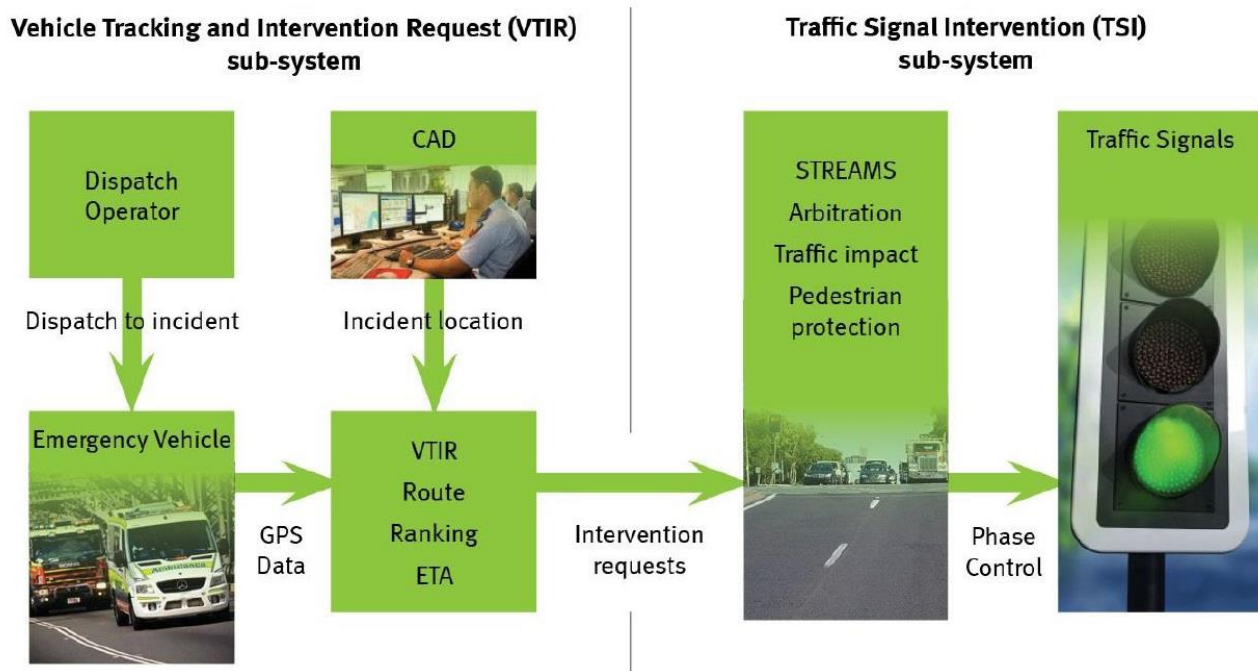 Vehicle Tracking and Intervention Request (VTIR)
sub-system
Traffic Signal Intervention (TSI)
sub-system
Dispatch
Operator
CAD
STREAMS
Arbitration
Traffic impact
Pedestrian
protection
Traffic Signals
Dispatch to incident
Incident location
Emergency Vehicle
Ambulance
GPS
Data
VTIR
Route
Ranking
ETA
Intervention
requests
Phase
Control